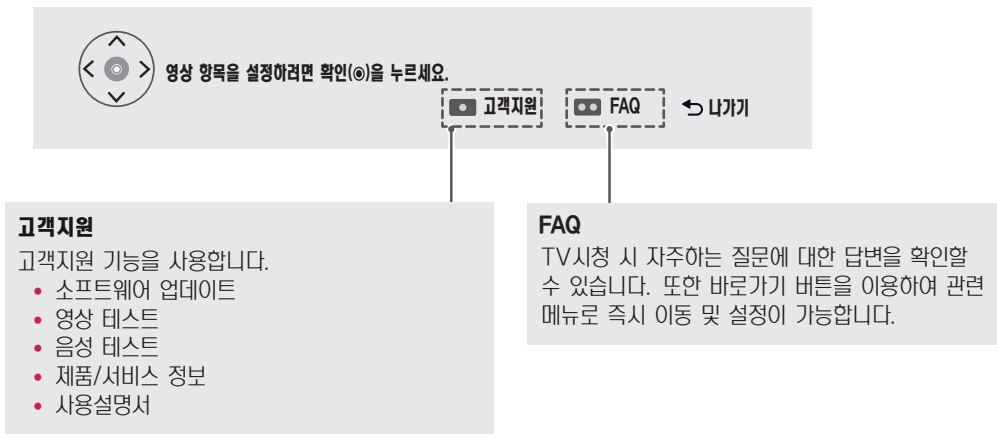 영상 항목을 설정하려면 확인(◉)을 누르세요.
고객지원 FAQ 나가기
고객지원
고객지원 기능을 사용합니다.
• 소프트웨어 업데이트
• 영상 테스트
• 음성 테스트
• 제품/서비스 정보
• 사용설명서
FAQ
TV시청 시 자주하는 질문에 대한 답변을 확인할
수 있습니다. 또한 바로가기 버튼을 이용하여 관련
메뉴로 즉시 이동 및 설정이 가능합니다.